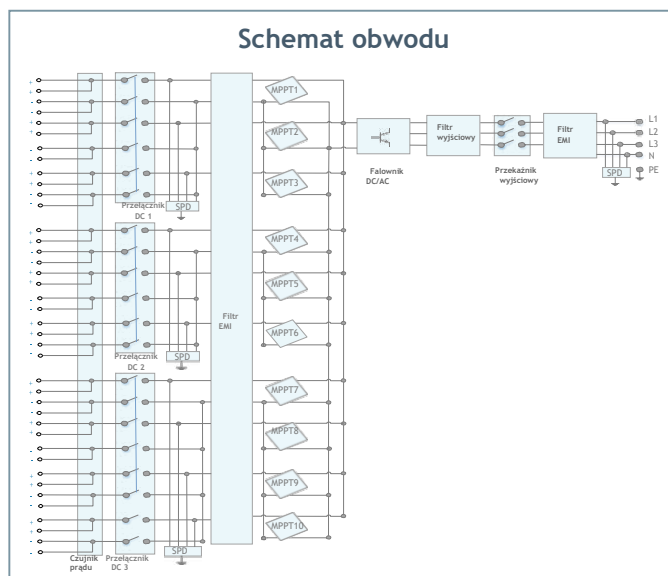 Schemat obwodu
MPPT1
MPPT2
MPPT3
MPPT4
MPPT5
MPPT6
MPPT7
MPPT8
MPPT9
MPPT10
Przełącznik
DC 1
SPD
Przełącznik
DC 2
SPD
Czujnik
prądu
Przełącznik
DC 3
SPD
Filtr
EMI
Falownik
DC/AC
Filtr
wyjściowy
Przekaźnik
wyjściowy
Filtr
EMI
SPD
L1
L2
L3
N
PE